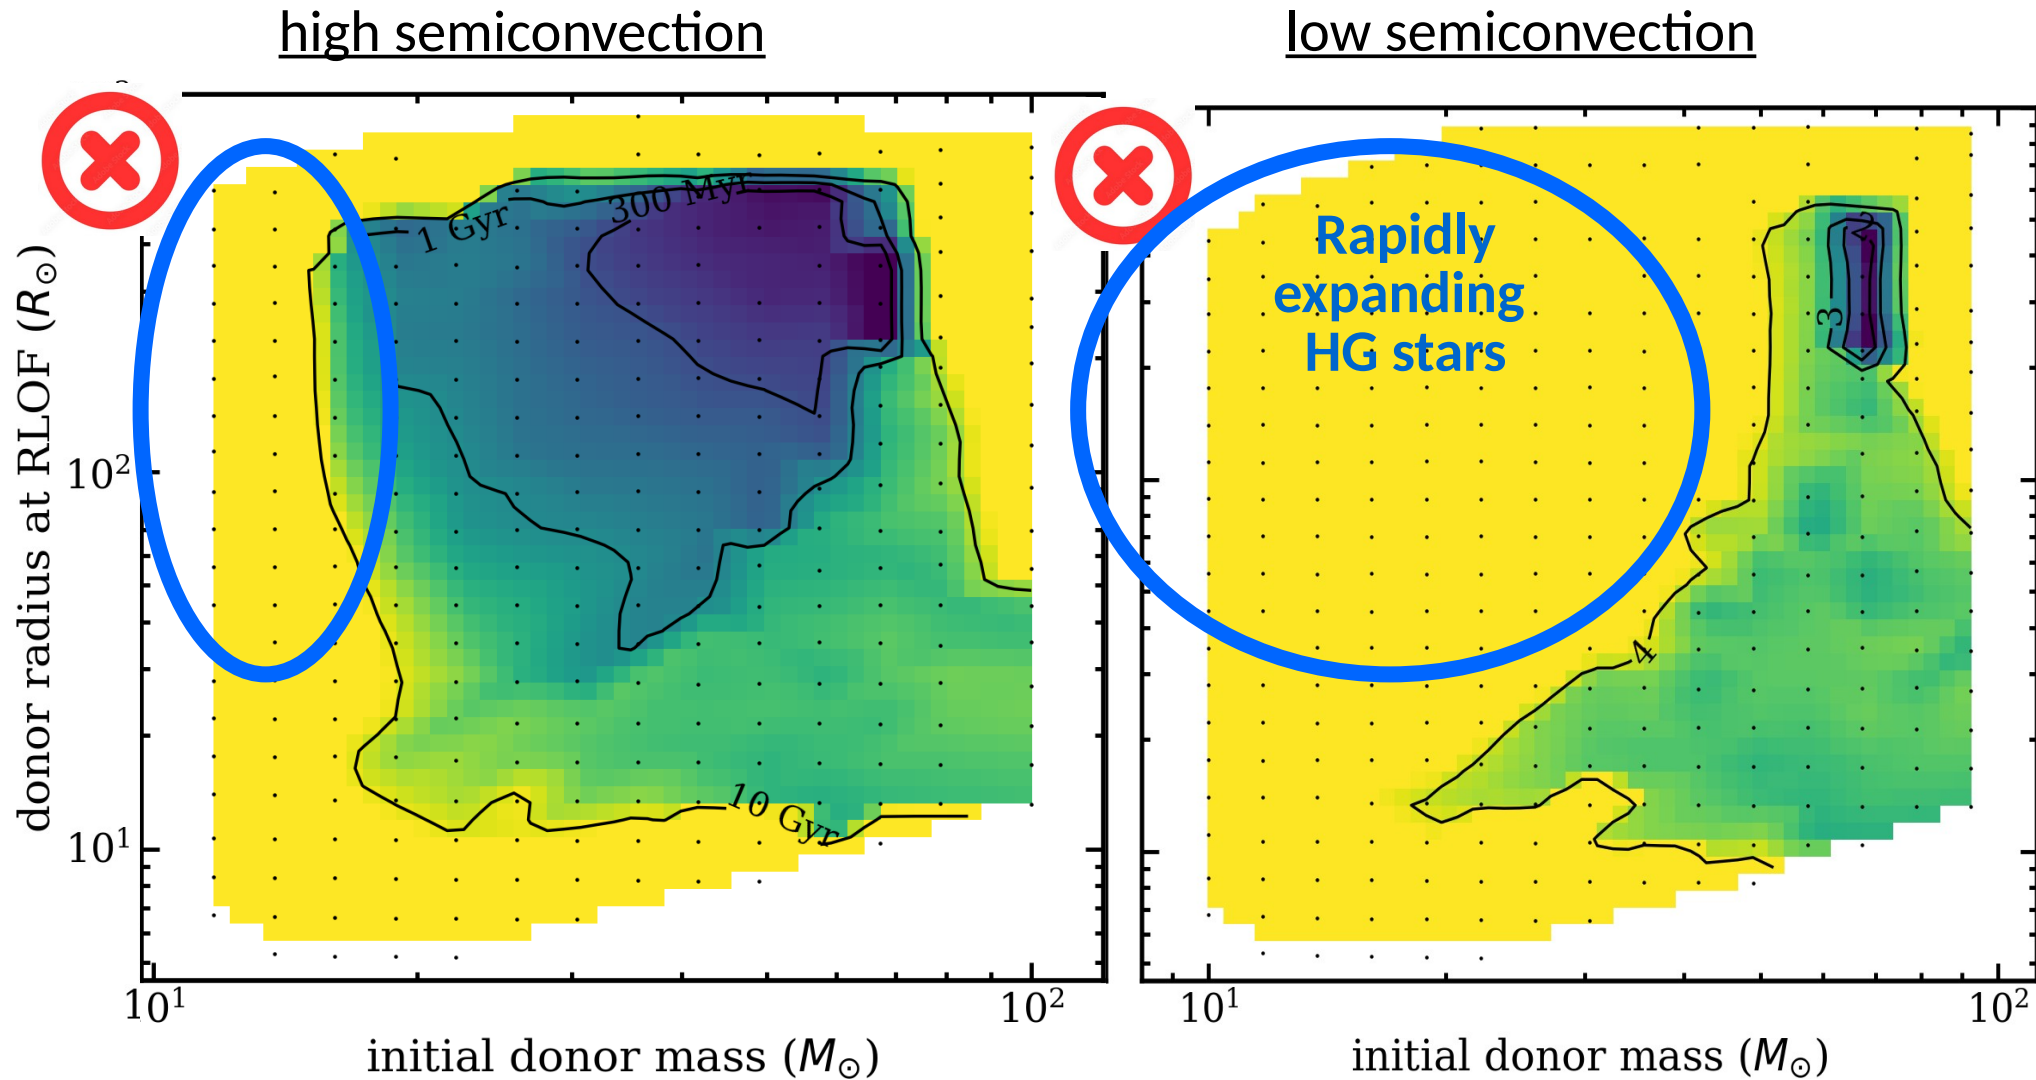 high semiconvection
low semiconvection
donor radius at RLOF (R⊙)
10²
10¹
1 Gyr
300 Myr
10 Gyr
10¹
10²
initial donor mass (M⊙)
Rapidly
expanding
HG stars
2
3
4
10¹
10²
initial donor mass (M⊙)